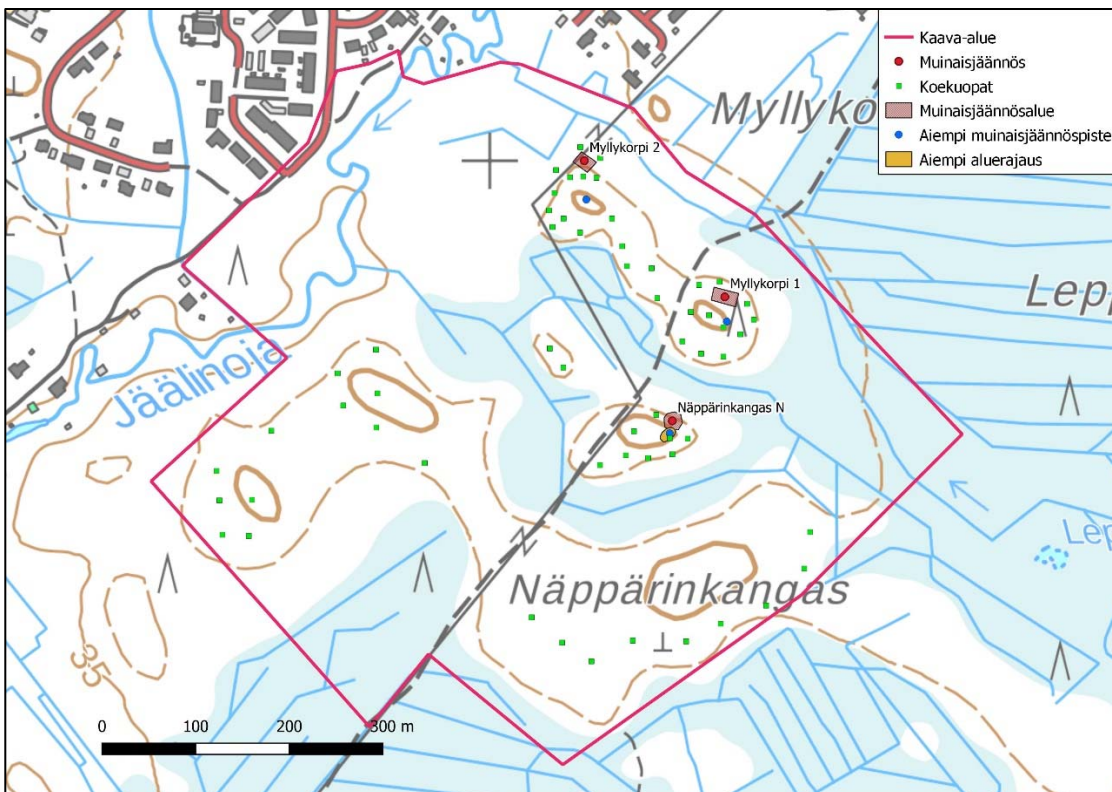 Kaava-alue
Muinaisjäännös
Koekuopat
Muinaisjäännösalue
Aiempi muinaisjäännöspiste
Aiempi aluerajaus
Myllyko
Myllykorpi 2
Myllykorpi 1
Lepp
Jäälinoja
Näppärinkangas N
Lep
Näppärinkangas
35
0 100 200 300 m